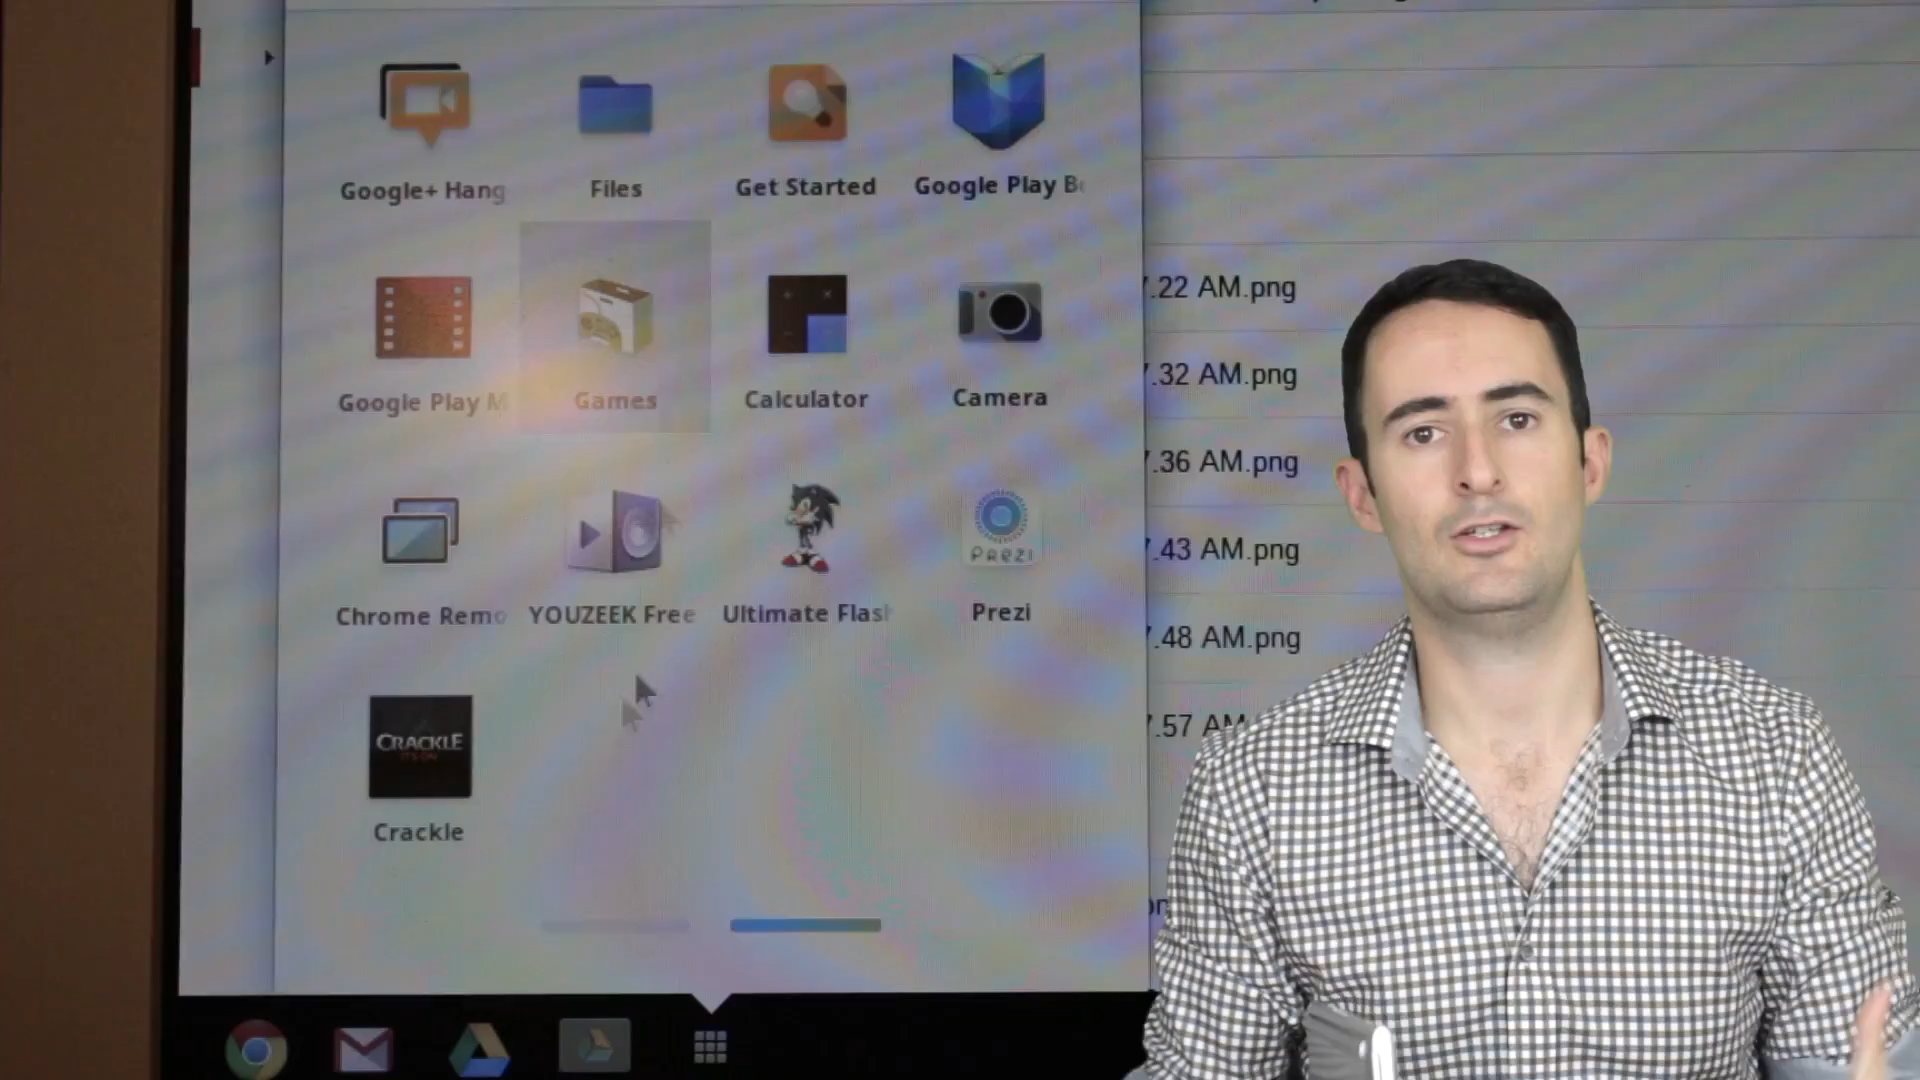 Google+ Hang
Files
Get Started
Google Play B
Google Play M
Games
Calculator
Camera
Chrome Remo
YOUZEEK Free
Ultimate Flash
PREZI
Prezi
CRACKLE
Crackle
.22 AM.png
.32 AM.png
.36 AM.png
.43 AM.png
.48 AM.png
.57 AM